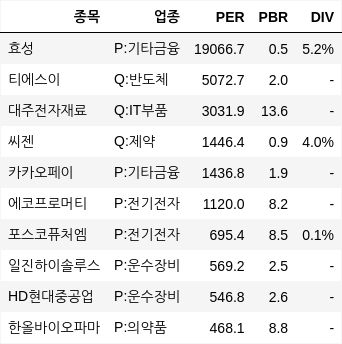 종목 업종 PER PBR DIV
효성 P:기타금융 19066.7 0.5 5.2%
티에스이 Q:반도체 5072.7 2.0 -
대주전자재료 Q:IT부품 3031.9 13.6 -
씨젠 Q:제약 1446.4 0.9 4.0%
카카오페이 P:기타금융 1436.8 1.9 -
에코프로머티 P:전기전자 1120.0 8.2 -
포스코퓨처엠 P:전기전자 695.4 8.5 0.1%
일진하이솔루스 P:운수장비 569.2 2.5 -
HD현대중공업 P:운수장비 546.8 2.6 -
한올바이오파마 P:의약품 468.1 8.8 -